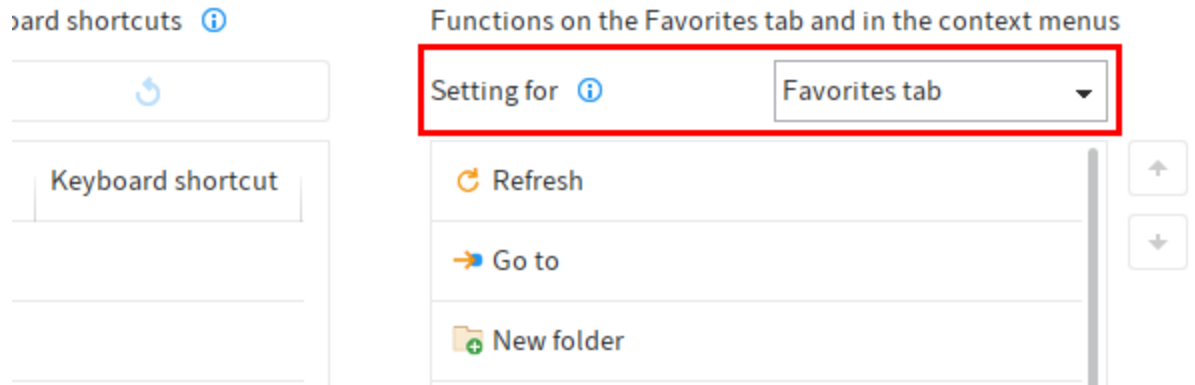 shortcuts
Functions on the Favorites tab and in the context menus
Setting for
Favorites tab
Keyboard shortcut
Refresh
Go to
New folder